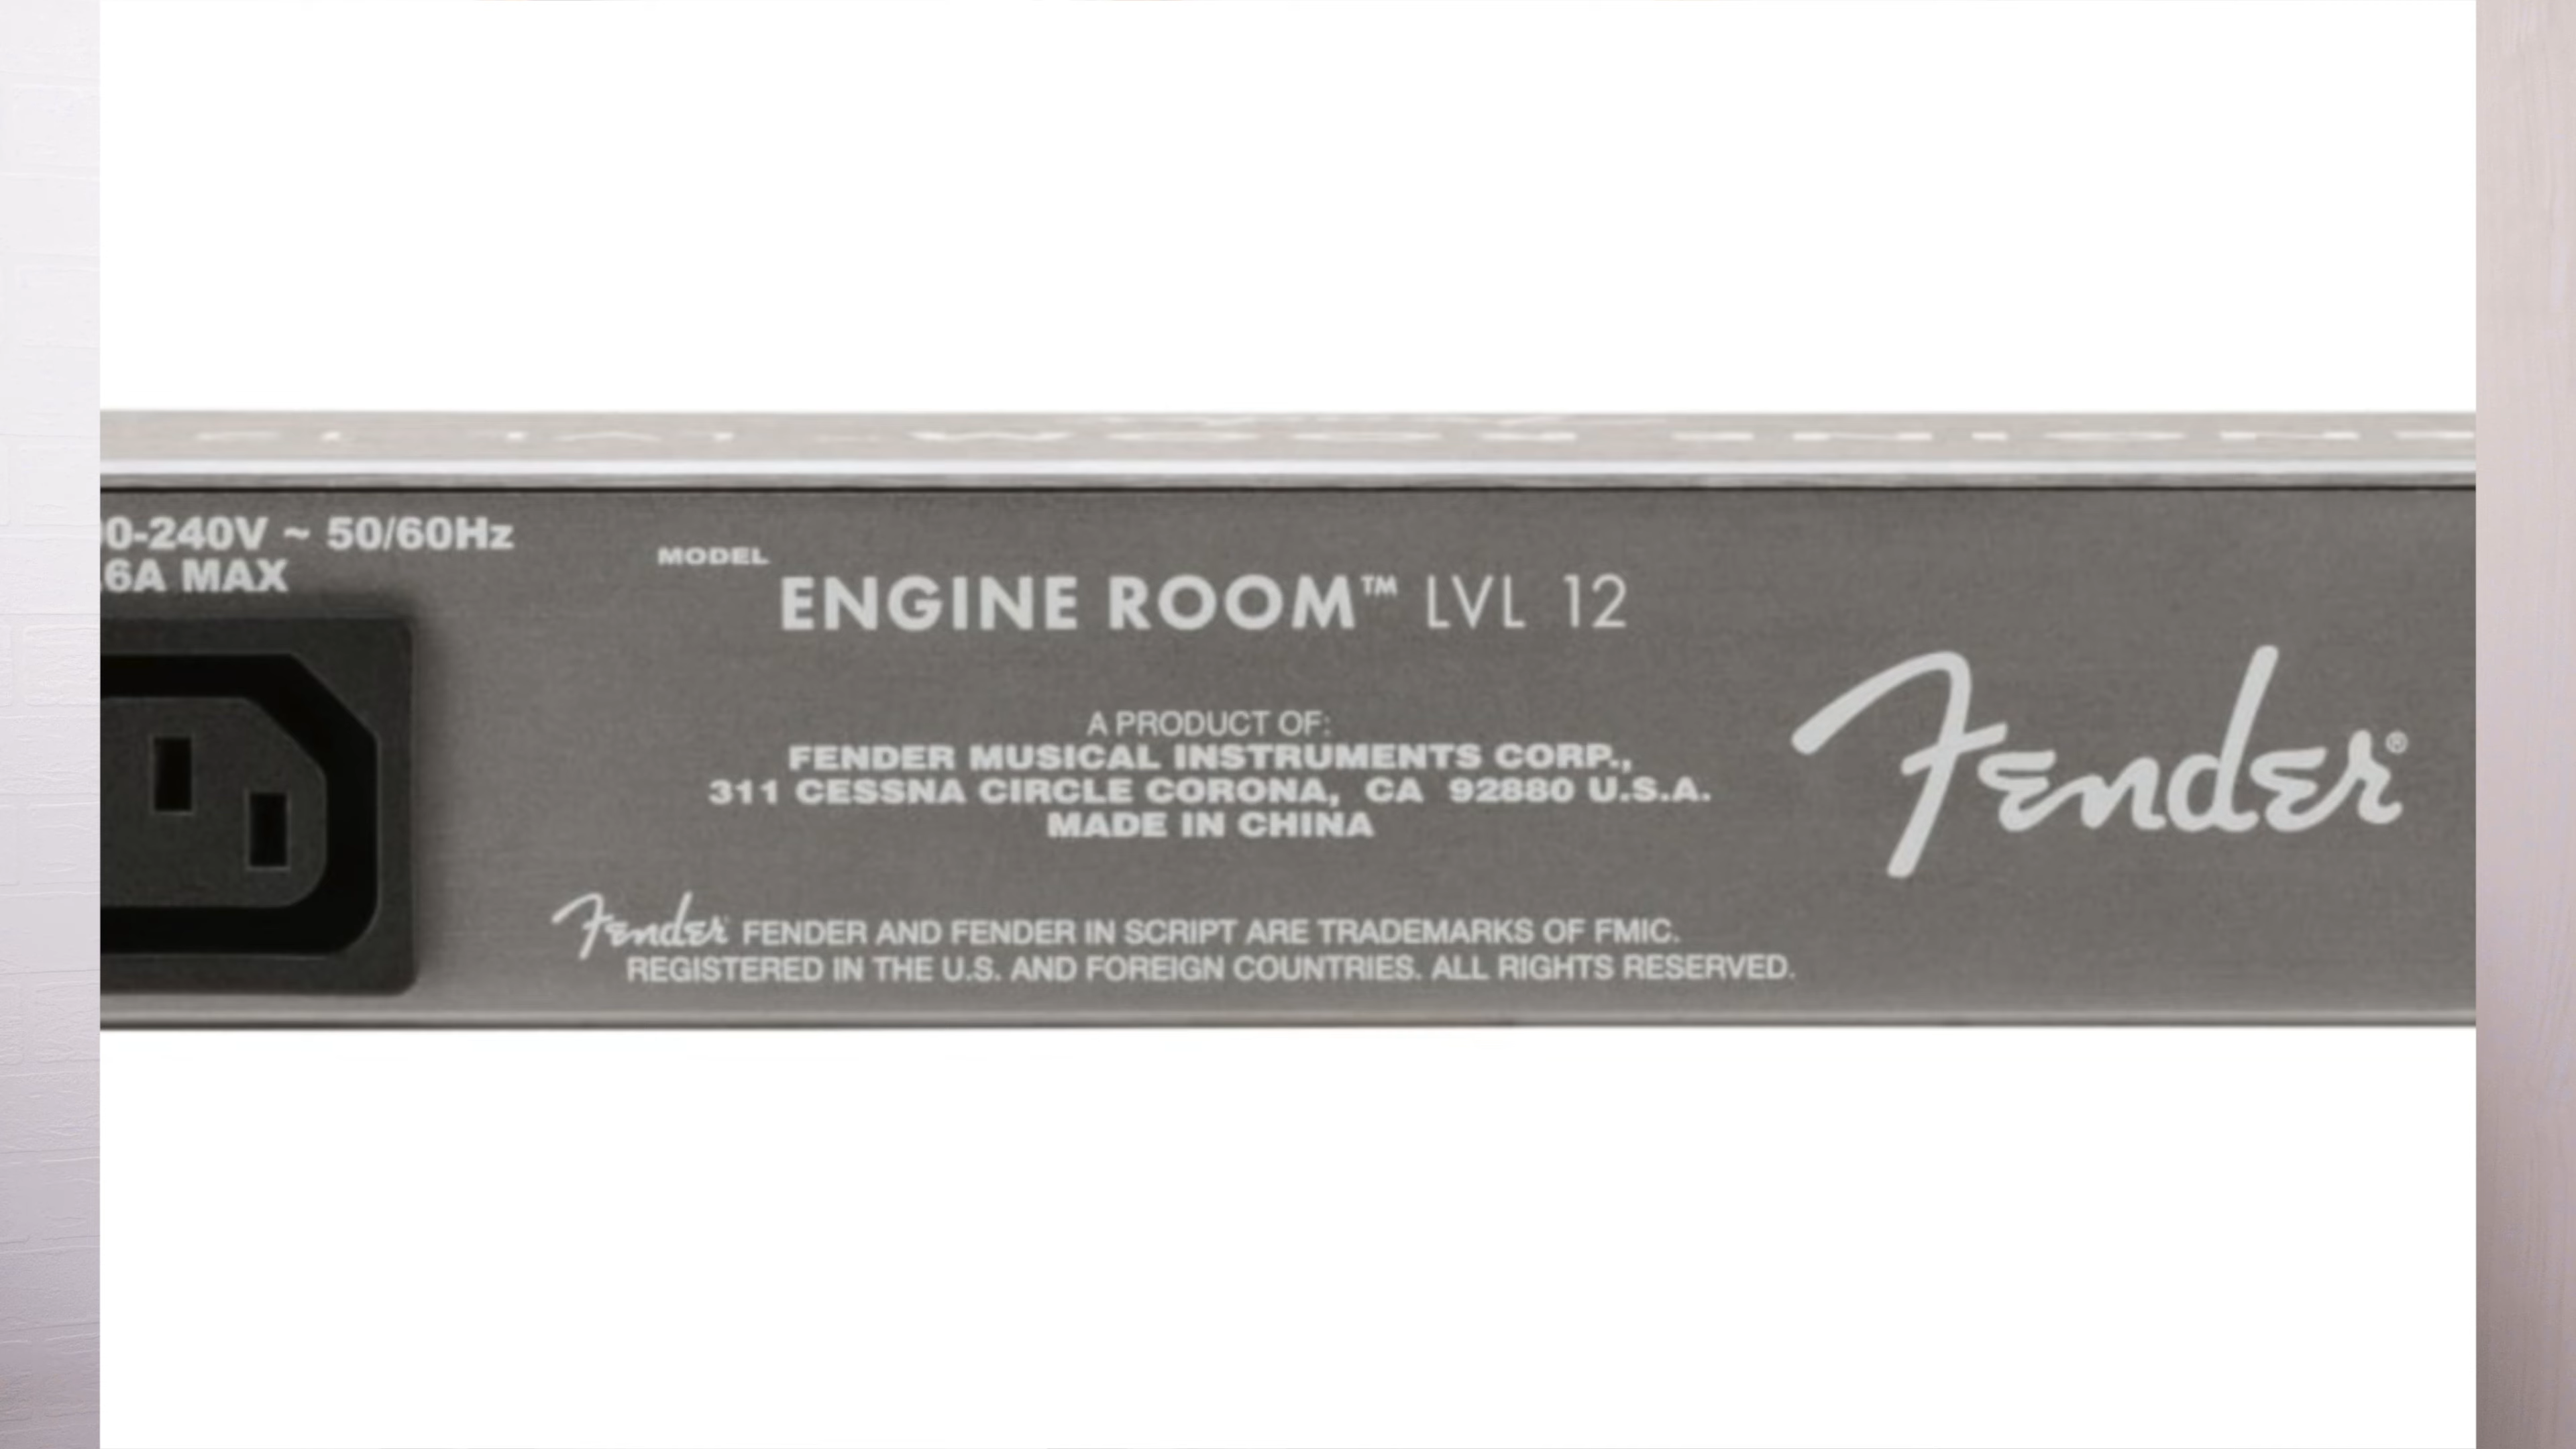 0-240V ~ 50/60Hz
.6A MAX
MODEL
ENGINE ROOM™ LVL 12
A PRODUCT OF:
FENDER MUSICAL INSTRUMENTS CORP.,
311 CESSNA CIRCLE CORONA, CA 92880 U.S.A.
MADE IN CHINA
Fender®
Fender FENDER AND FENDER IN SCRIPT ARE TRADEMARKS OF FMIC.
REGISTERED IN THE U.S. AND FOREIGN COUNTRIES. ALL RIGHTS RESERVED.